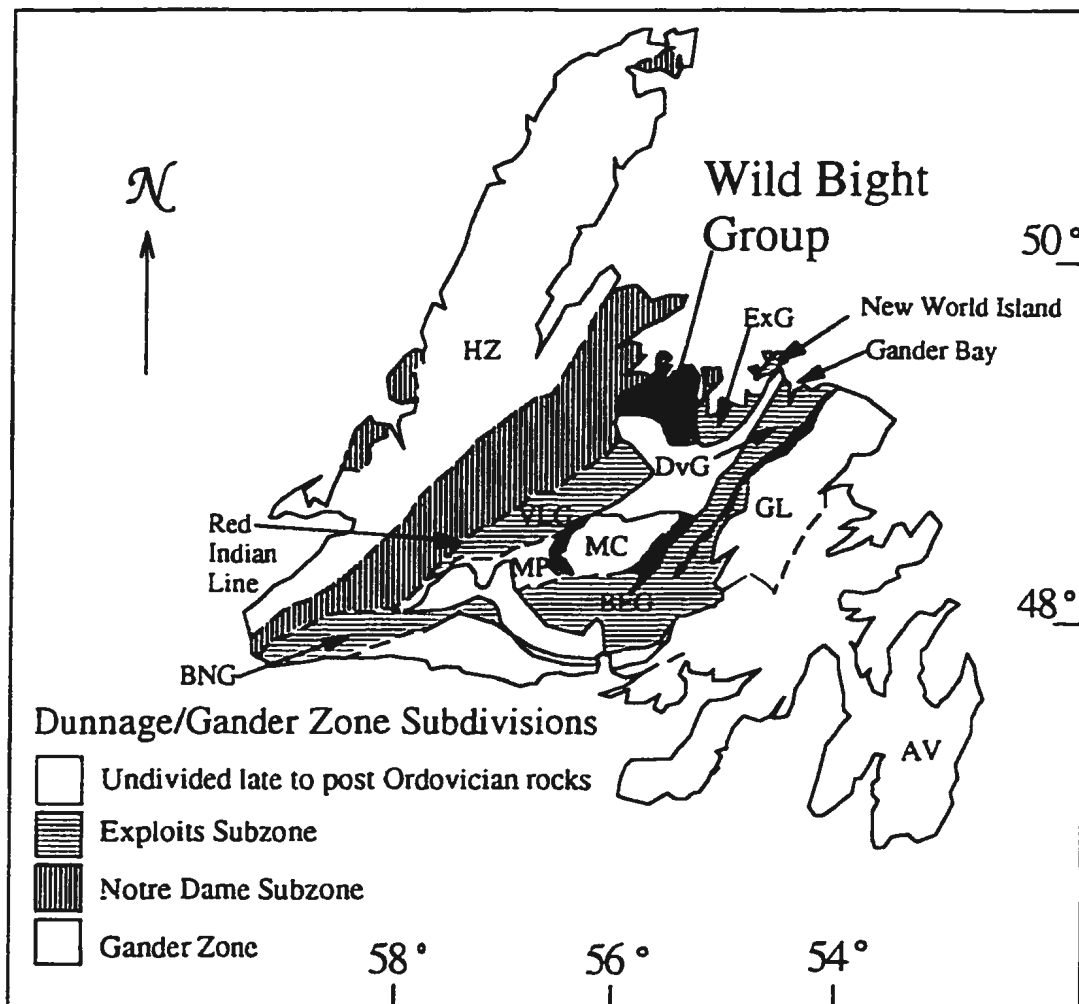 N
Wild Bight
Group
50°
New World Island
ExG
Gander Bay
HZ
DvG
VLG
GL
Red
Indian
Line
MC
MP
BEG
48°
BNG
Dunnage/Gander Zone Subdivisions
Undivided late to post Ordovician rocks
AV
Exploits Subzone
Notre Dame Subzone
Gander Zone
58°
56°
54°